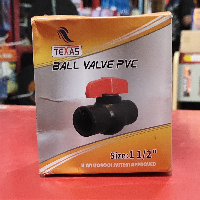 TEXAS
BALL VALVE PVC
Size:1 1/2"